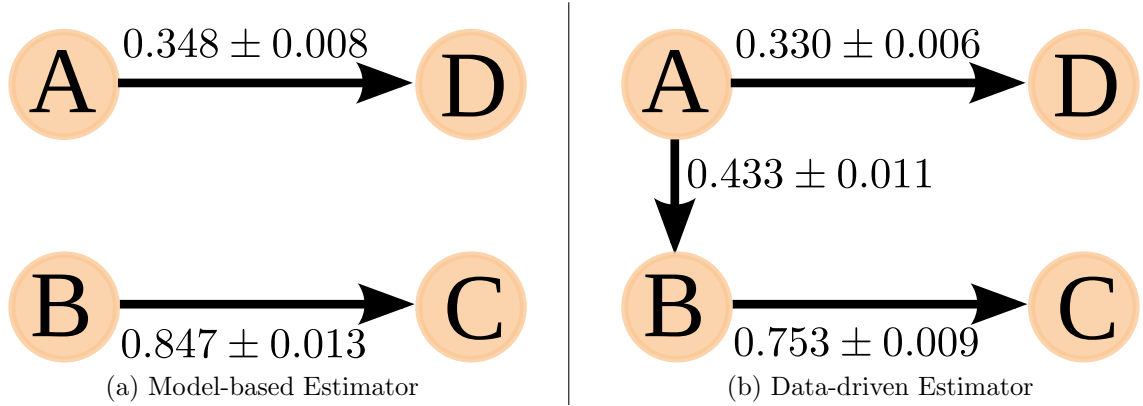 0.348 ± 0.008
A
D
B
C
0.847 ± 0.013
(a) Model-based Estimator
0.330 ± 0.006
A
D
0.433 ± 0.011
B
C
0.753 ± 0.009
(b) Data-driven Estimator